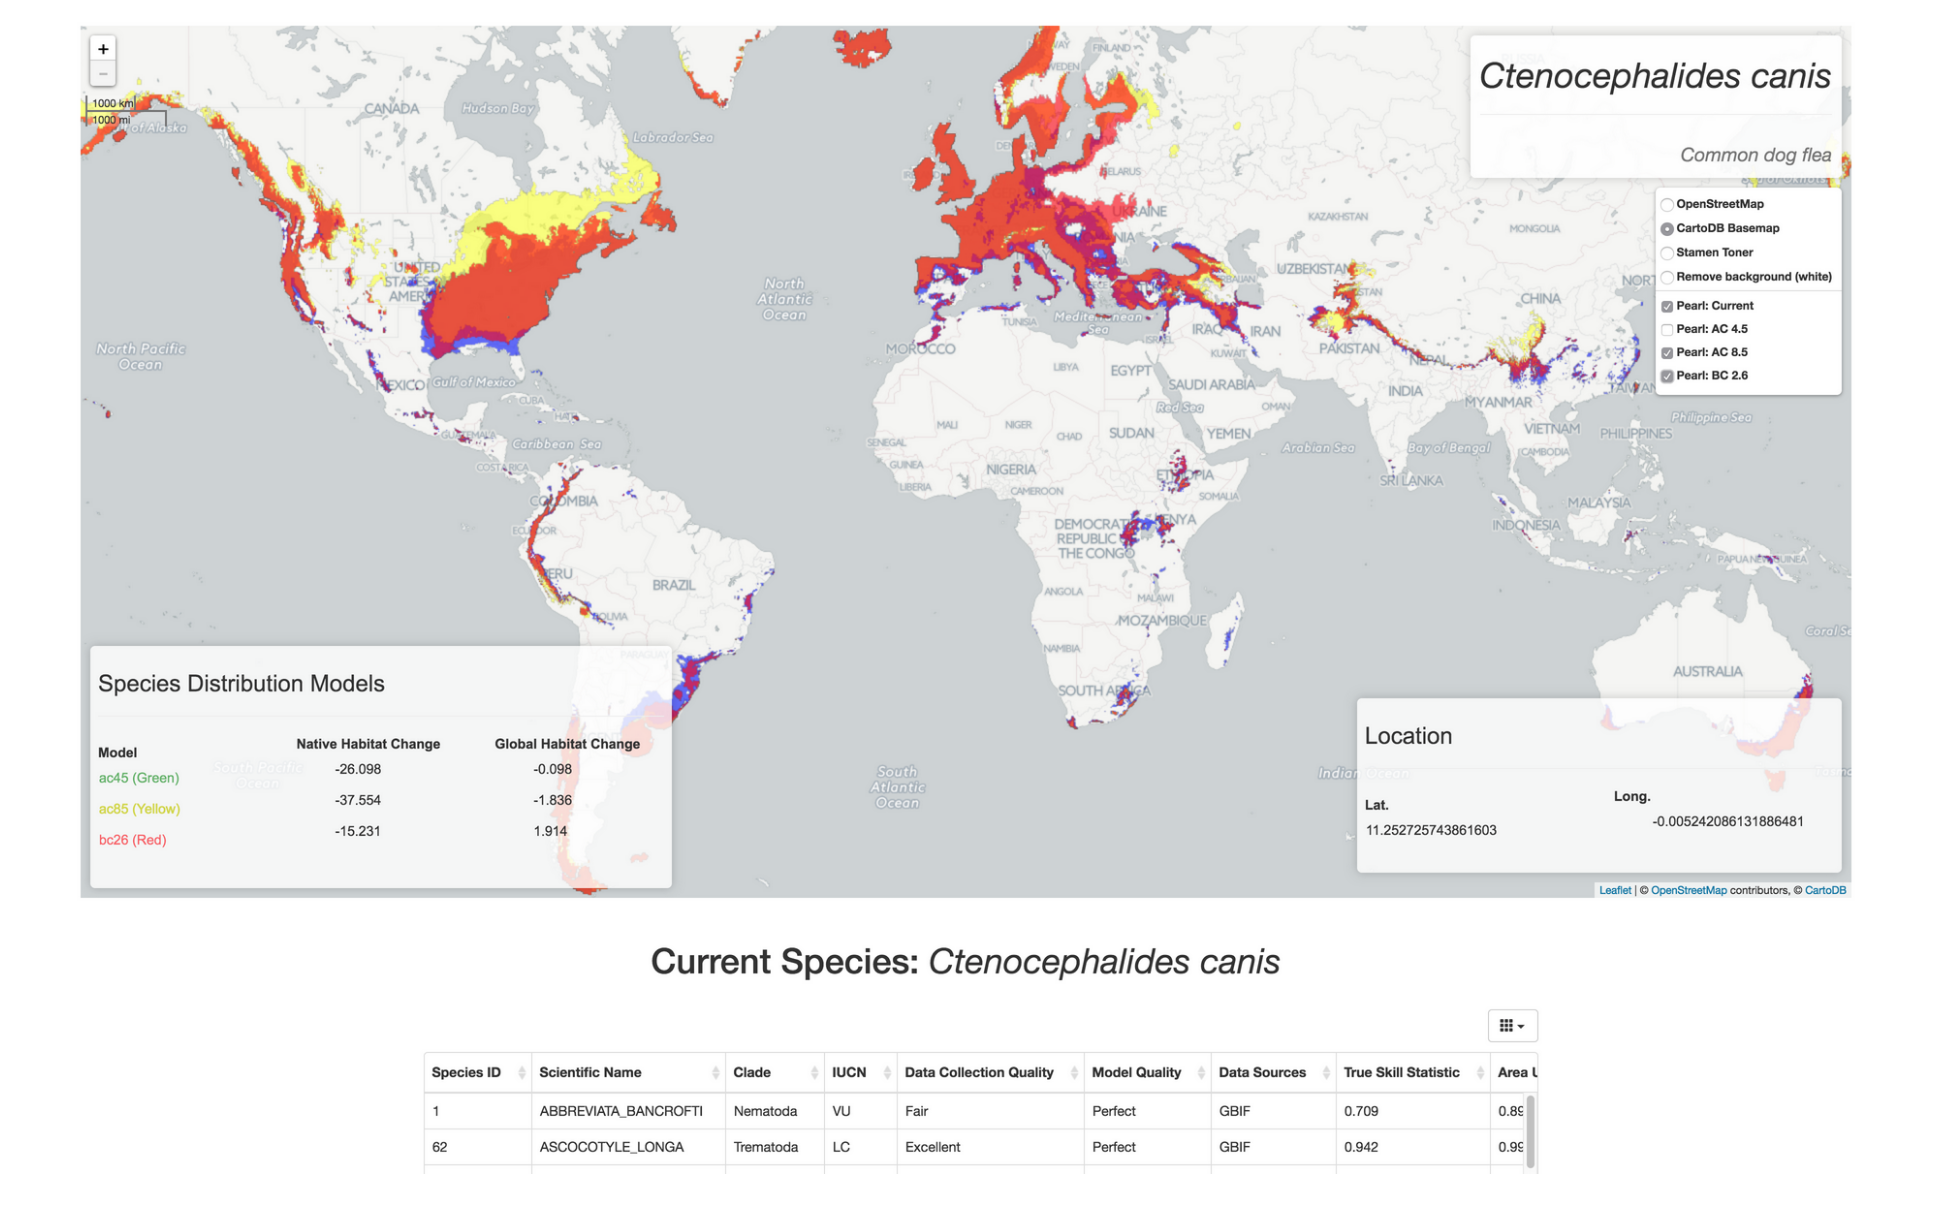 +
−
1000 km
1000 mi
of Alaska
CANADA
Hudson Bay
Labrador Sea
FINLAND
Ctenocephalides canis
Common dog flea
BELARUS
UKRAINE
KAZAKHSTAN
MONGOLIA
OpenStreetMap
CartoDB Basemap
Stamen Toner
Remove background (white)
Pearl: Current
Pearl: AC 4.5
Pearl: AC 8.5
Pearl: BC 2.6
UNITED
STATES
AMER
North
Atlantic
Ocean
North Pacific
Ocean
UZBEKISTAN
CHINA
Mediterranean
Sea
TUNISIA
MOROCCO
IRAQ
IRAN
KUWAIT
PAKISTAN
NEPAL
LIBYA
EGYPT
SAUDI ARABIA
INDIA
MYANMAR
MEXICO
Gulf of Mexico
CUBA
Caribbean Sea
GUATEMALA
COSTA RICA
Red Sea
OMAN
MALI
NIGER
CHAD
SUDAN
YEMEN
Arabian Sea
Bay of Bengal
VIETNAM
CAMBODIA
PHILIPPINES
Philippine Sea
SENEGAL
GUINEA
LIBERIA
NIGERIA
CAMEROON
ETHIOPIA
SOMALIA
SRI LANKA
MALAYSIA
INDONESIA
COLOMBIA
ECUADOR
DEMOCRAT
REPUBLIC
THE CONGO
KENYA
PAPUA NEW GUINEA
PERU
BRAZIL
BOLIVIA
ANGOLA
MALAWI
MOZAMBIQUE
NAMIBIA
SOUTH AFRICA
PARAGUAY
AUSTRALIA
Coral Se
South
Atlantic
Ocean
Indian Ocean
South Pacific
Ocean
Species Distribution Models
Model Native Habitat Change Global Habitat Change
ac45 (Green) -26.098 -0.098
ac85 (Yellow) -37.554 -1.836
bc26 (Red) -15.231 1.914
Location
Lat. Long.
11.252725743861603 -0.005242086131886481
Leaflet | © OpenStreetMap contributors, © CartoDB
Current Species: Ctenocephalides canis
Species ID Scientific Name Clade IUCN Data Collection Quality Model Quality Data Sources True Skill Statistic Area U
1 ABBREVIATA_BANCROFTI Nematoda VU Fair Perfect GBIF 0.709 0.89
62 ASCOCOTYLE_LONGA Trematoda LC Excellent Perfect GBIF 0.942 0.99